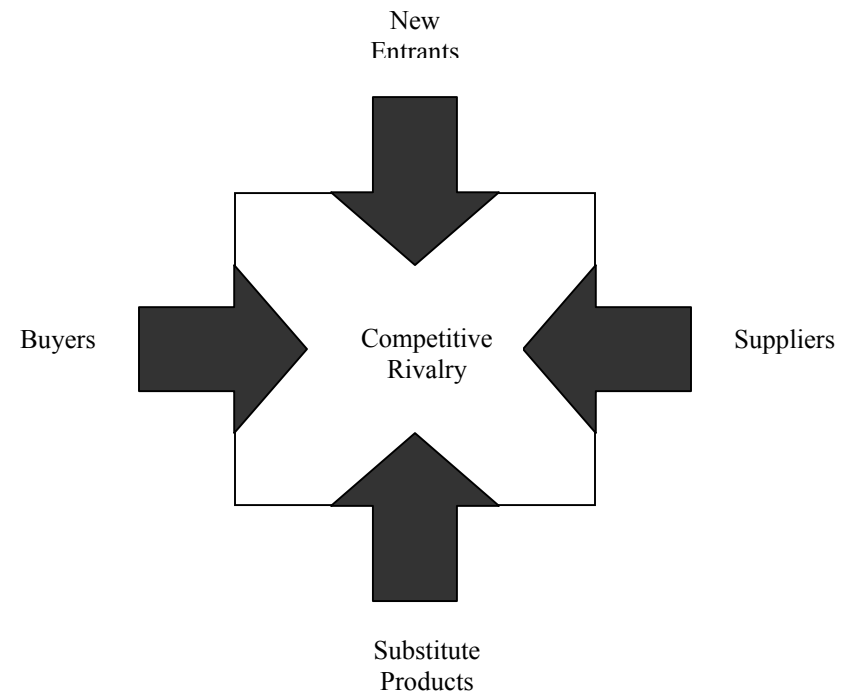 New
Entrants
Buyers
Competitive
Rivalry
Suppliers
Substitute
Products